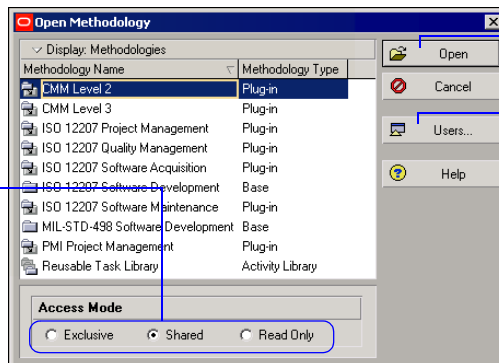 Open Methodology
Display: Methodologies
Methodology Name Methodology Type
CMM Level 2 Plug-in
CMM Level 3 Plug-in
ISO 12207 Project Management Plug-in
ISO 12207 Quality Management Plug-in
ISO 12207 Software Acquisition Plug-in
ISO 12207 Software Development Base
ISO 12207 Software Maintenance Plug-in
MIL-STD-498 Software Development Base
PMI Project Management Plug-in
Reusable Task Library Activity Library
Open
Cancel
Users...
Help
Access Mode
Exclusive Shared Read Only